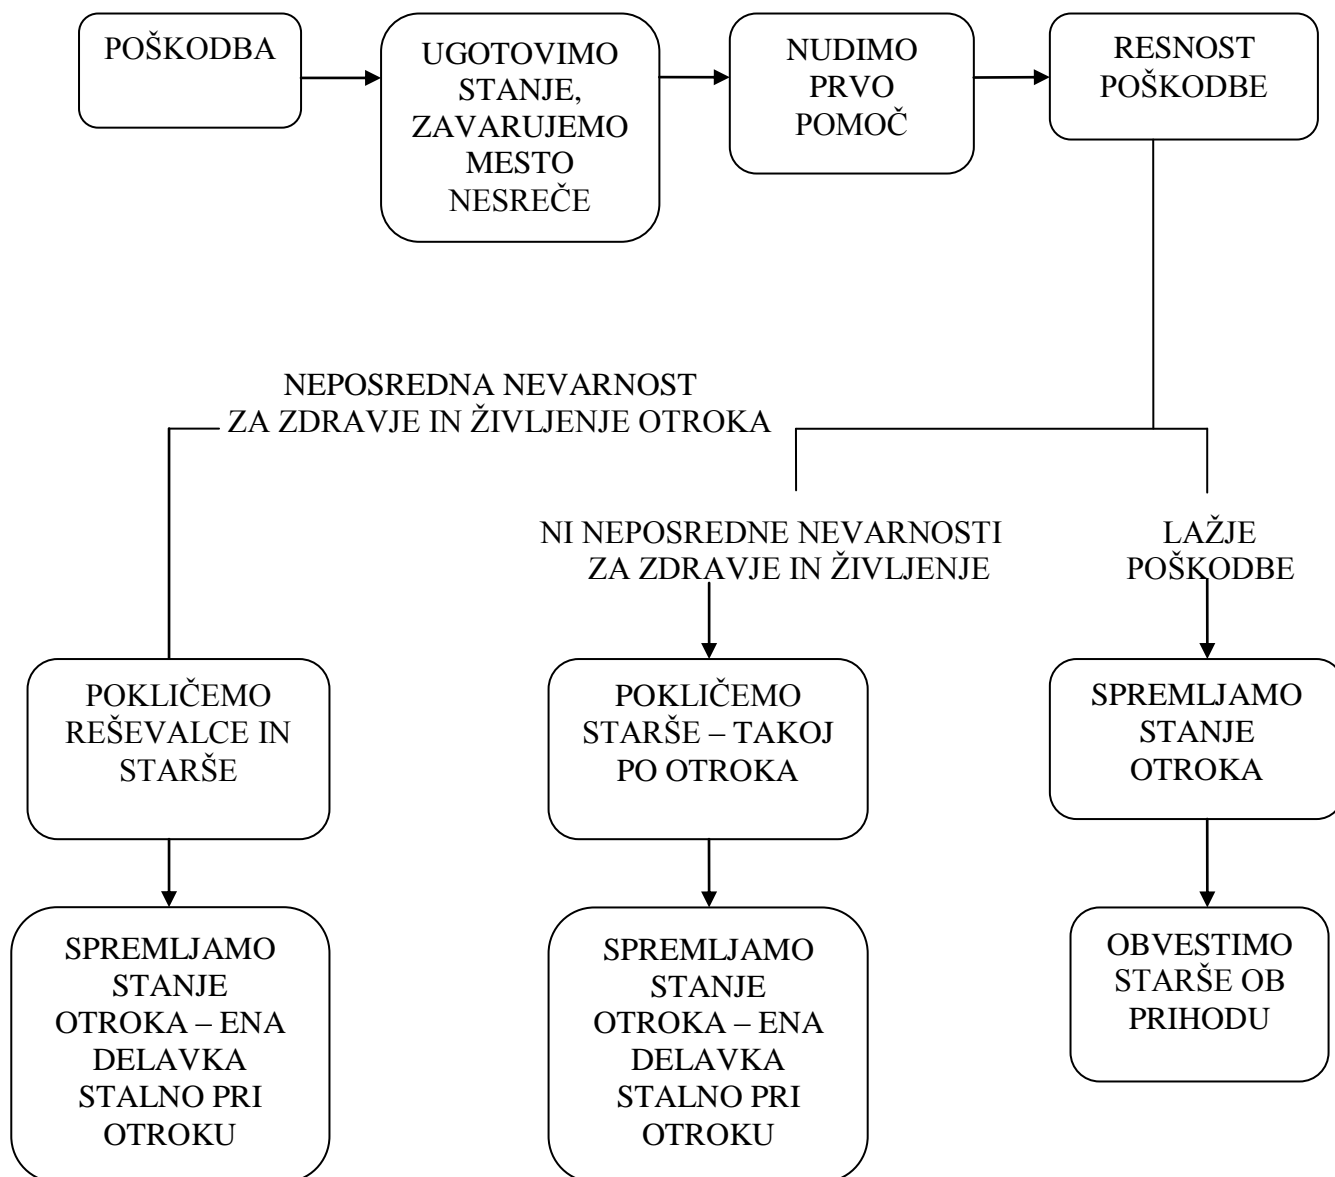 POŠKODBA
UGOTOVIMO
STANJE,
ZAVARUJEMO
MESTO
NESREČE
NUDIMO
PRVO
POMOČ
RESNOST
POŠKODBE
NEPOSREDNA NEVARNOST
ZA ZDRAVJE IN ŽIVLJENJE OTROKA
NI NEPOSREDNE NEVARNOSTI
ZA ZDRAVJE IN ŽIVLJENJE
LAŽJE
POŠKODBE
POKLIČEMO
REŠEVALCE IN
STARŠE
POKLIČEMO
STARŠE – TAKOJ
PO OTROKA
SPREMLJAMO
STANJE
OTROKA
SPREMLJAMO
STANJE
OTROKA – ENA
DELAVKA
STALNO PRI
OTROKU
SPREMLJAMO
STANJE
OTROKA – ENA
DELAVKA
STALNO PRI
OTROKU
OBVESTIMO
STARŠE OB
PRIHODU